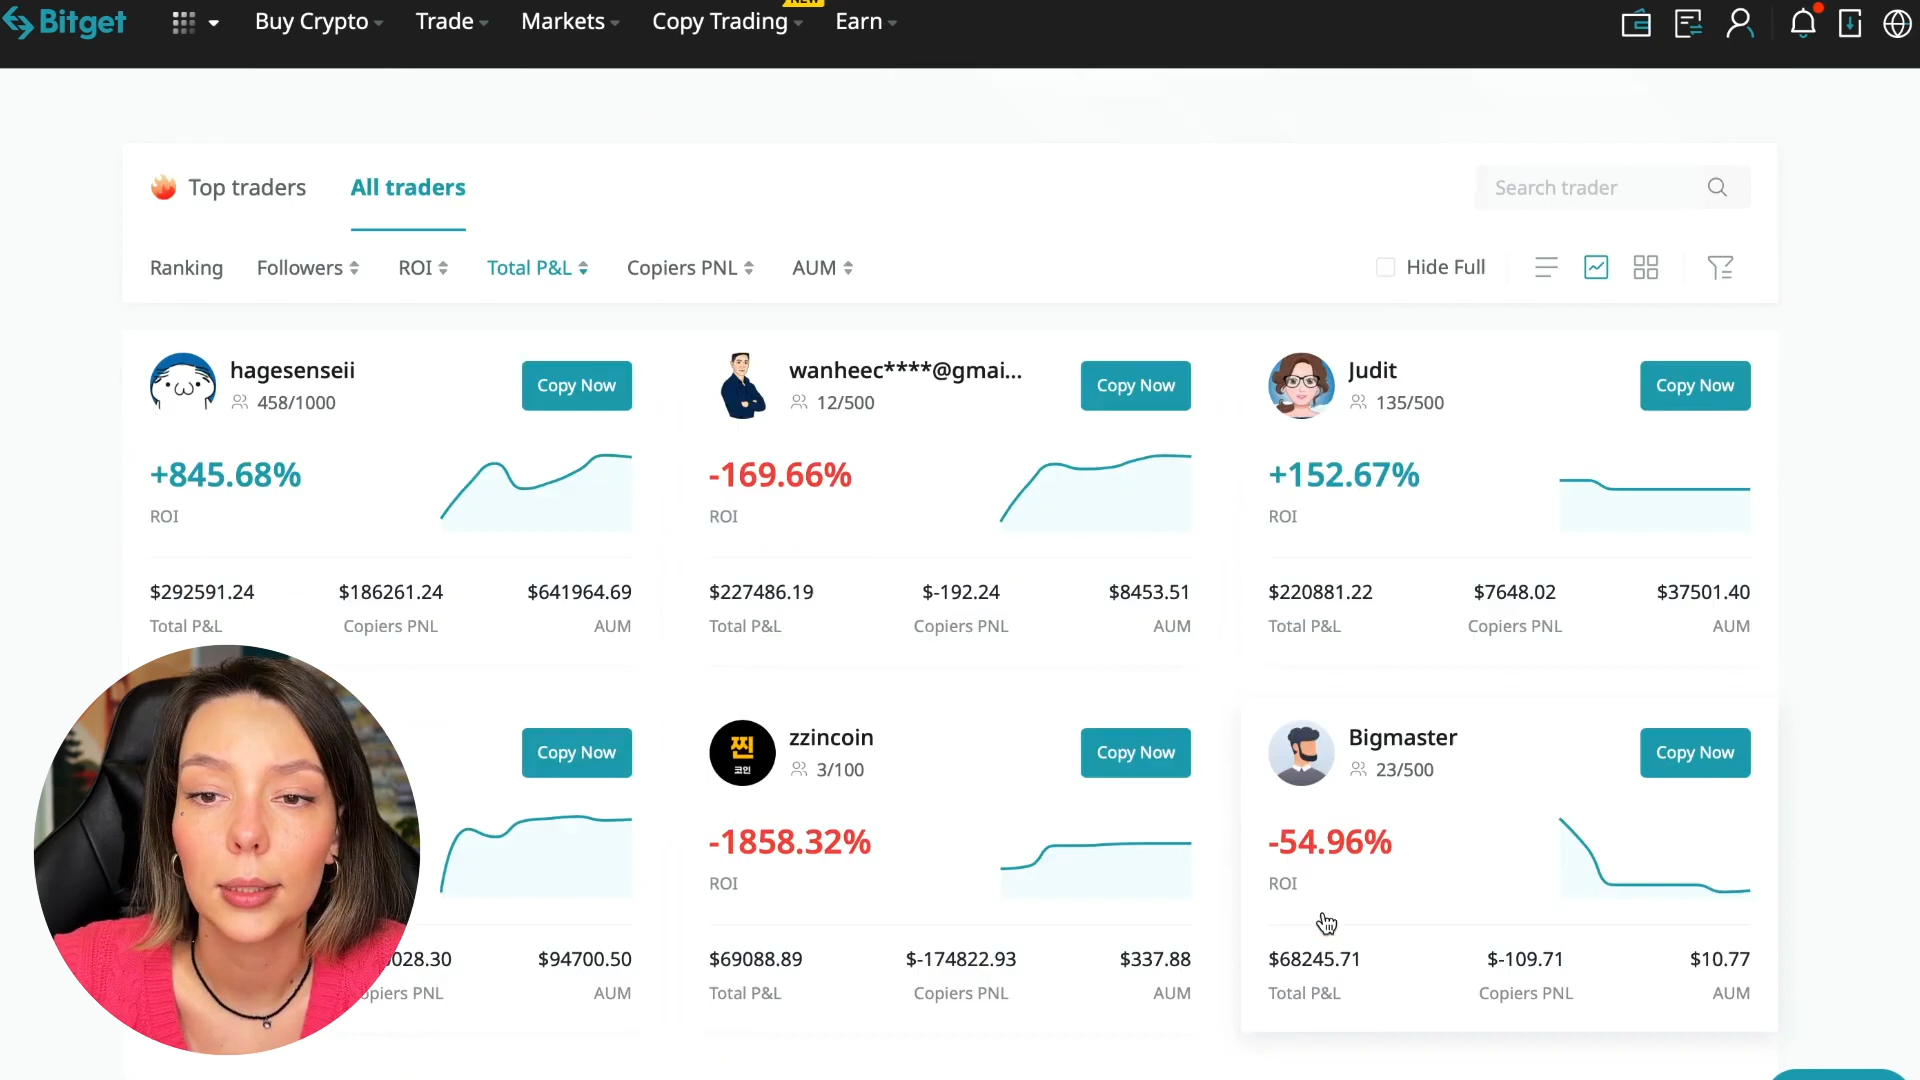 Bitget
Buy Crypto
Trade
Markets
Copy Trading
NEW
Earn
Top traders
All traders
Search trader
Ranking
Followers
ROI
Total P&L
Copiers PNL
AUM
Hide Full
hagesenseii
458/1000
Copy Now
+845.68%
ROI
$292591.24
$186261.24
$641964.69
Total P&L
Copiers PNL
AUM
wanheec****@gmai...
12/500
Copy Now
-169.66%
ROI
$227486.19
$-192.24
$8453.51
Total P&L
Copiers PNL
AUM
Judit
135/500
Copy Now
+152.67%
ROI
$220881.22
$7648.02
$37501.40
Total P&L
Copiers PNL
AUM
Copy Now
028.30
$94700.50
opiers PNL
AUM
찐
코인
zzincoin
3/100
Copy Now
-1858.32%
ROI
$69088.89
$-174822.93
$337.88
Total P&L
Copiers PNL
AUM
Bigmaster
23/500
Copy Now
-54.96%
ROI
$68245.71
$-109.71
$10.77
Total P&L
Copiers PNL
AUM